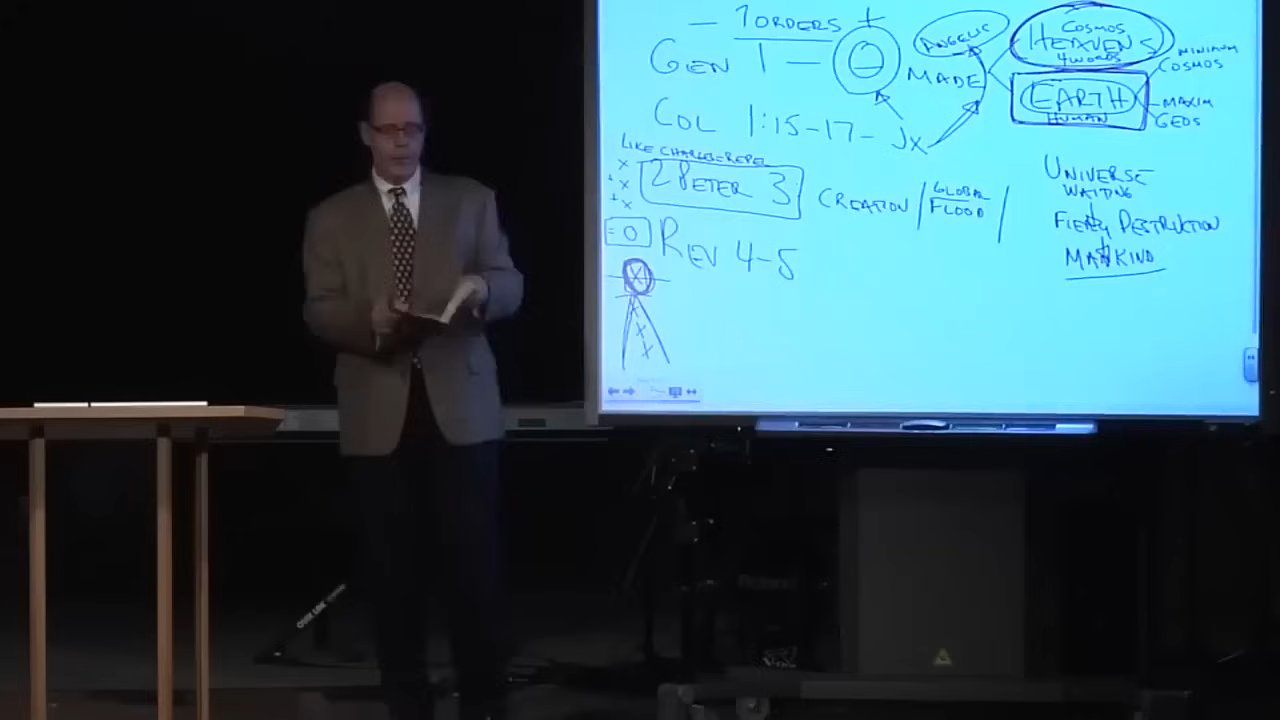 7 ORDERS
GEN 1 —
MADE
ANGELIC
COSMOS
HEAVENS
4 WORDS
EARTH
HUMAN
MINIMUM
COSMOS
MAXIM
GEOS
COL 1:15-17- Jx
LIKE CHARGES REPEL
2 PETER 3
CREATION / GLOBAL
FLOOD /
UNIVERSE
WAITING
FIERY DESTRUCTION
MANKIND
= 0
REV 4-5
QUIK LOK